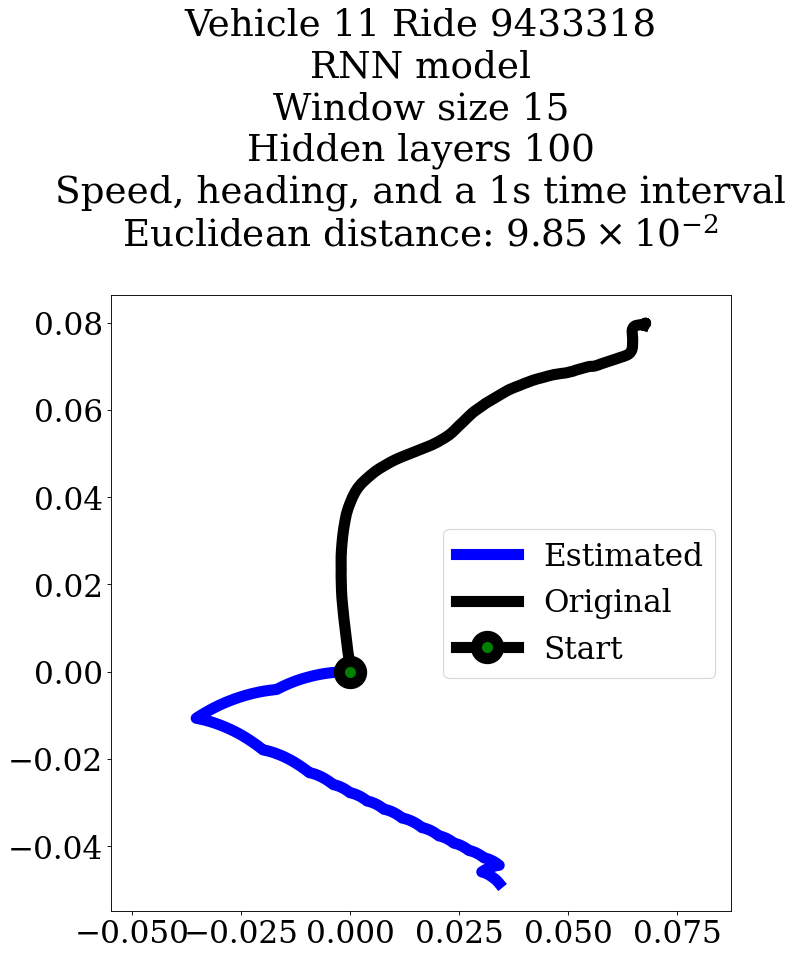 Vehicle 11 Ride 9433318
RNN model
Window size 15
Hidden layers 100
Speed, heading, and a 1s time interval
Euclidean distance: 9.85 × 10⁻²
0.08
0.06
0.04
0.02
0.00
−0.02
−0.04
Estimated
Original
Start
−0.050 −0.025 0.000 0.025 0.050 0.075